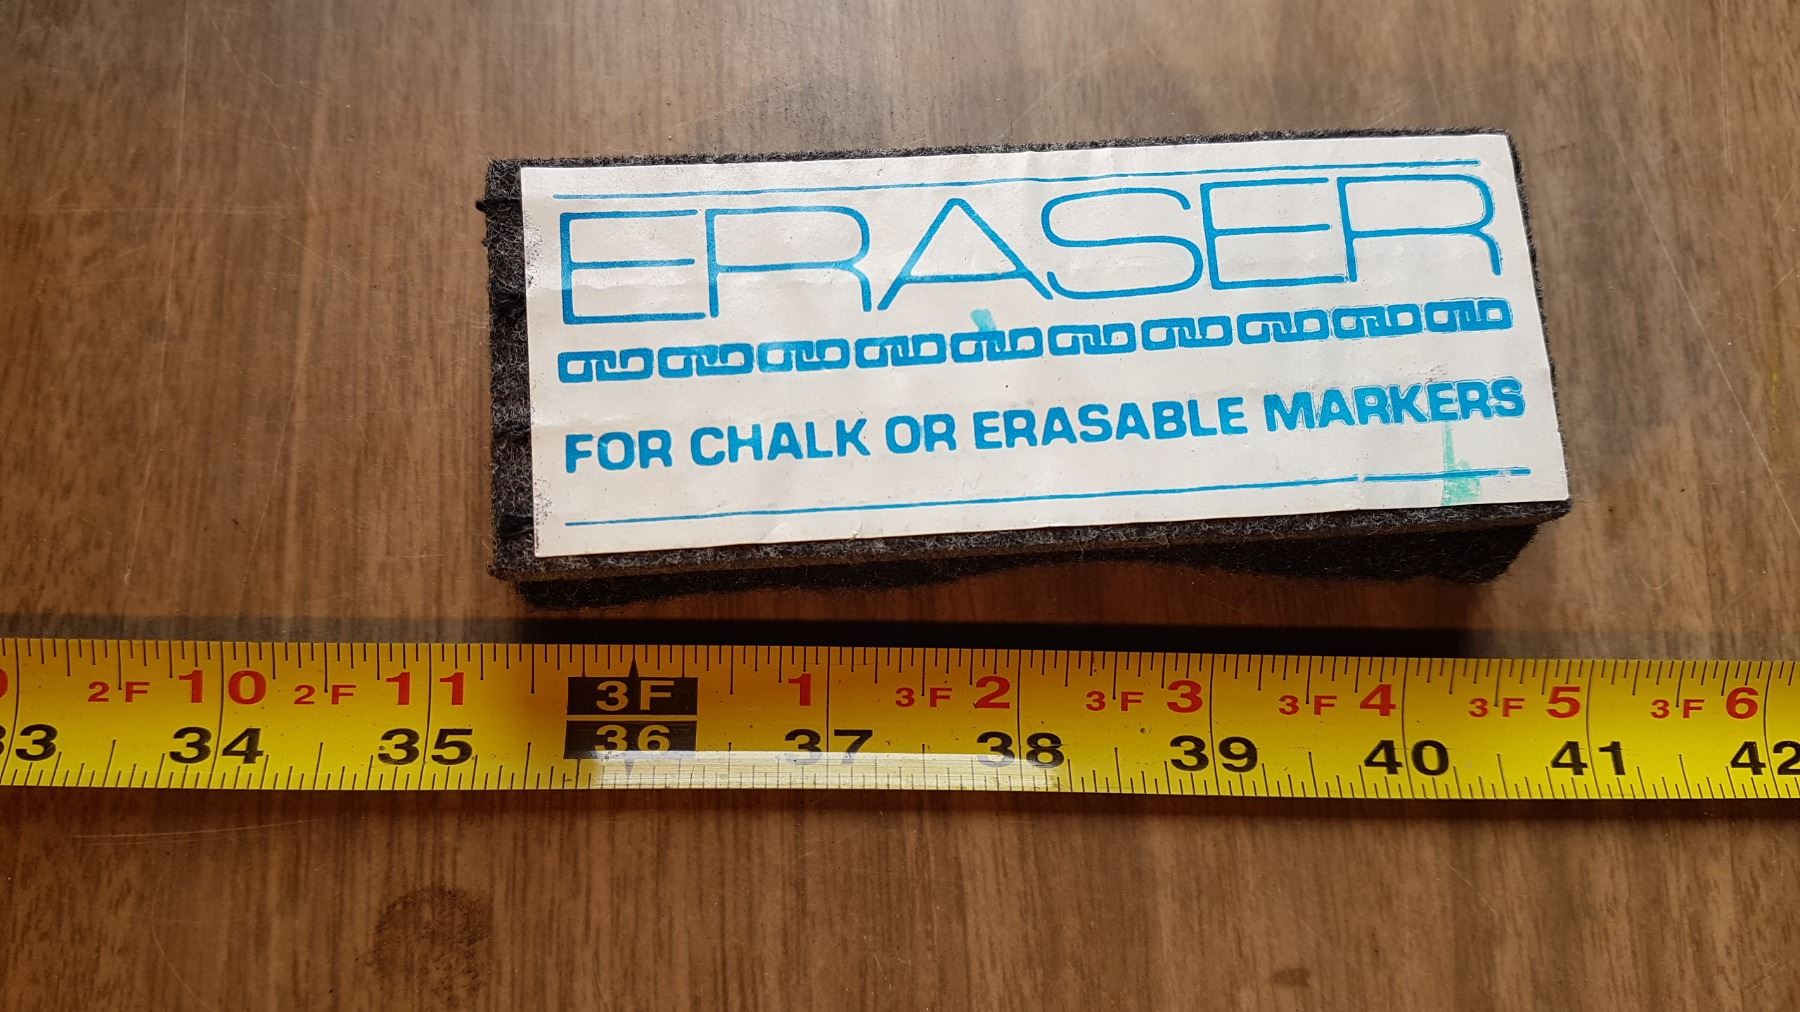 ERASER
FOR CHALK OR ERASABLE MARKERS
2F 10 2F 11 3F 1 3F 2 3F 3 3F 4 3F 5 3F 6
34 35 36 37 38 39 40 41 42